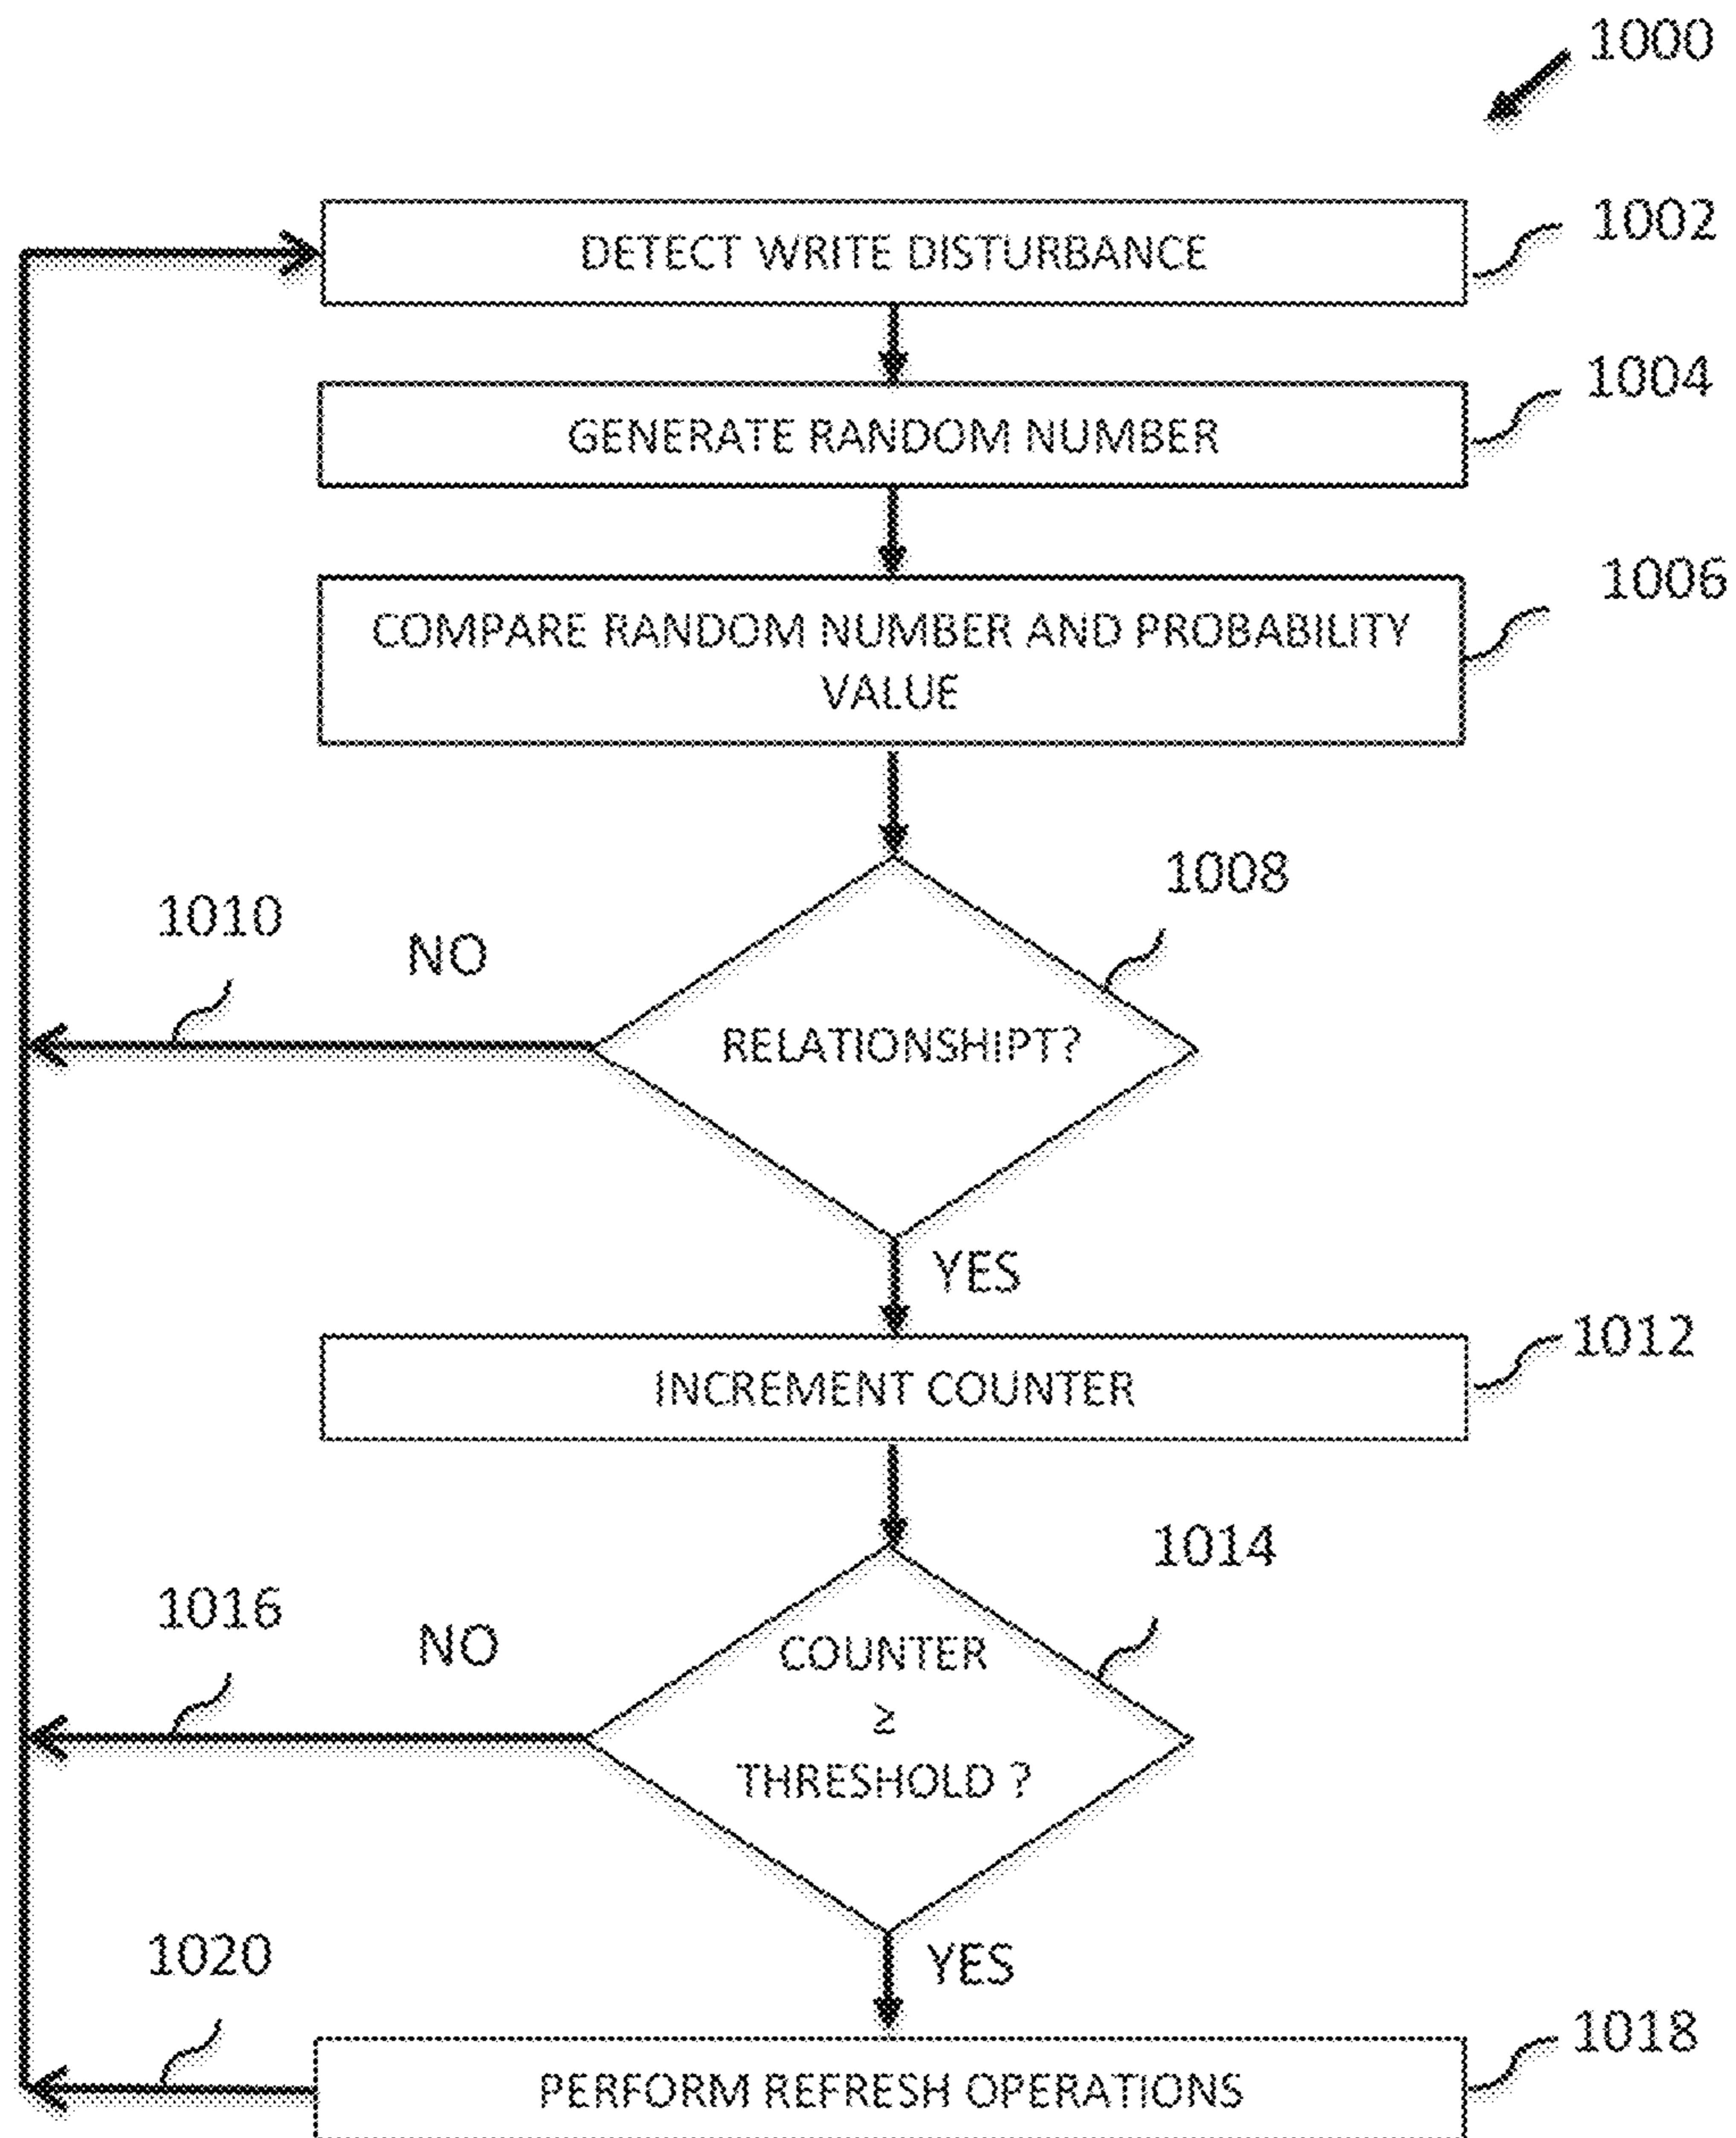 1000
DETECT WRITE DISTURBANCE
1002
GENERATE RANDOM NUMBER
1004
COMPARE RANDOM NUMBER AND PROBABILITY
VALUE
1006
1008
1010
NO
RELATIONSHIPT?
YES
INCREMENT COUNTER
1012
1014
1016
NO
COUNTER
≥
THRESHOLD ?
YES
1020
PERFORM REFRESH OPERATIONS
1018